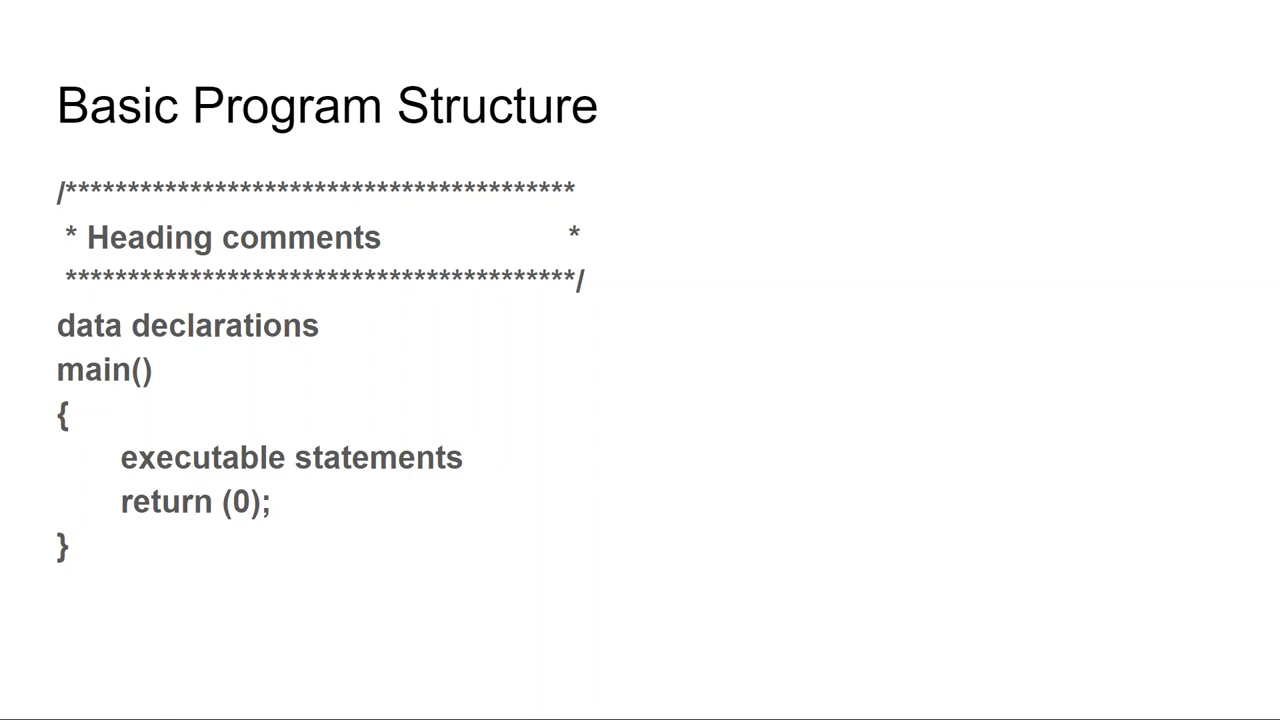 Basic Program Structure
/*****************************************
* Heading comments *
*****************************************/
data declarations
main()
{
executable statements
return (0);
}